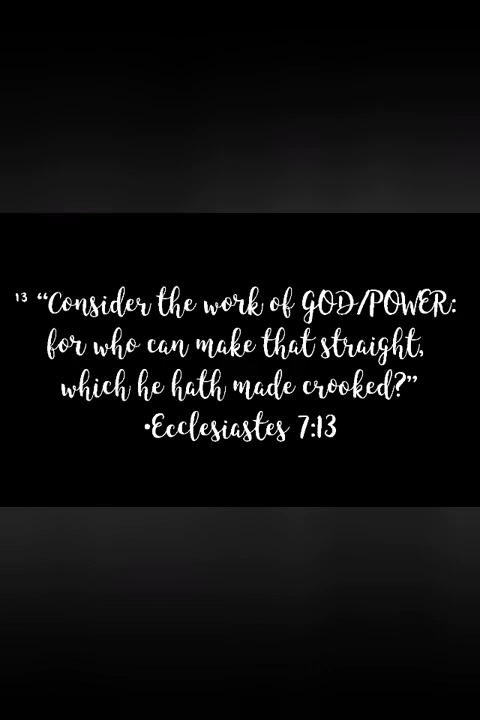 ¹³ “Consider the work of GOD/POWER:
for who can make that straight,
which he hath made crooked?”
•Ecclesiastes 7:13